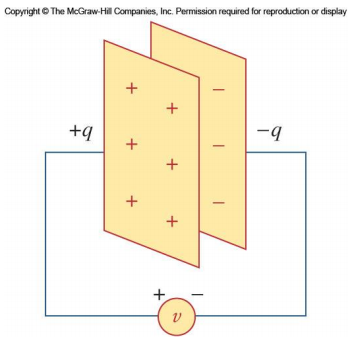 Copyright © The McGraw-Hill Companies, Inc. Permission required for reproduction or display
+ −
+
+q −q
+ −
+
+ −
+
+ −
v